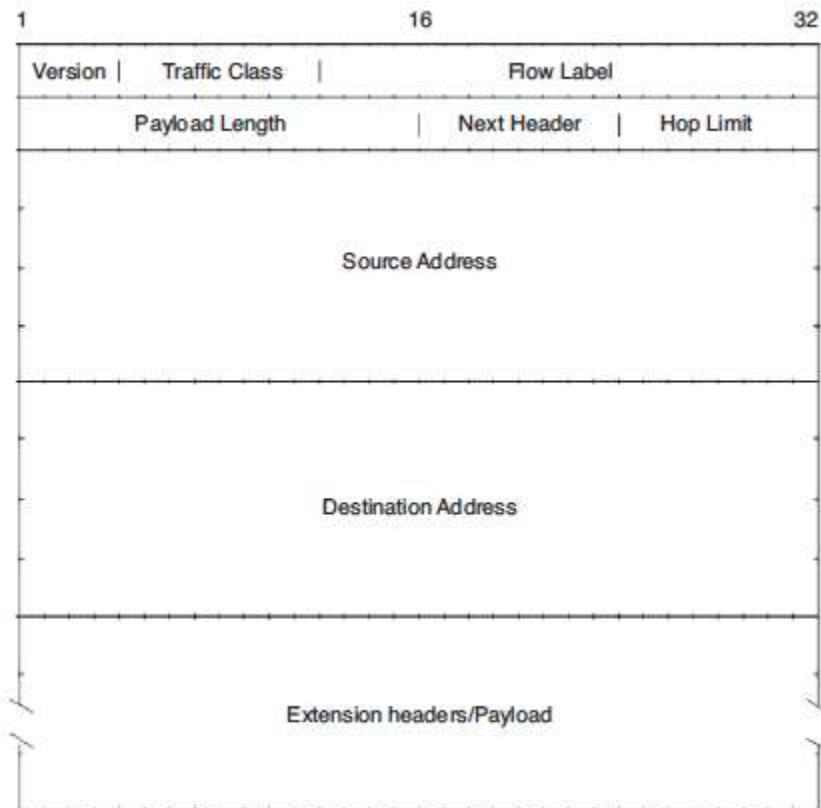 1 16 32
Version | Traffic Class | Flow Label
Payload Length | Next Header | Hop Limit
Source Address
Destination Address
Extension headers/Payload